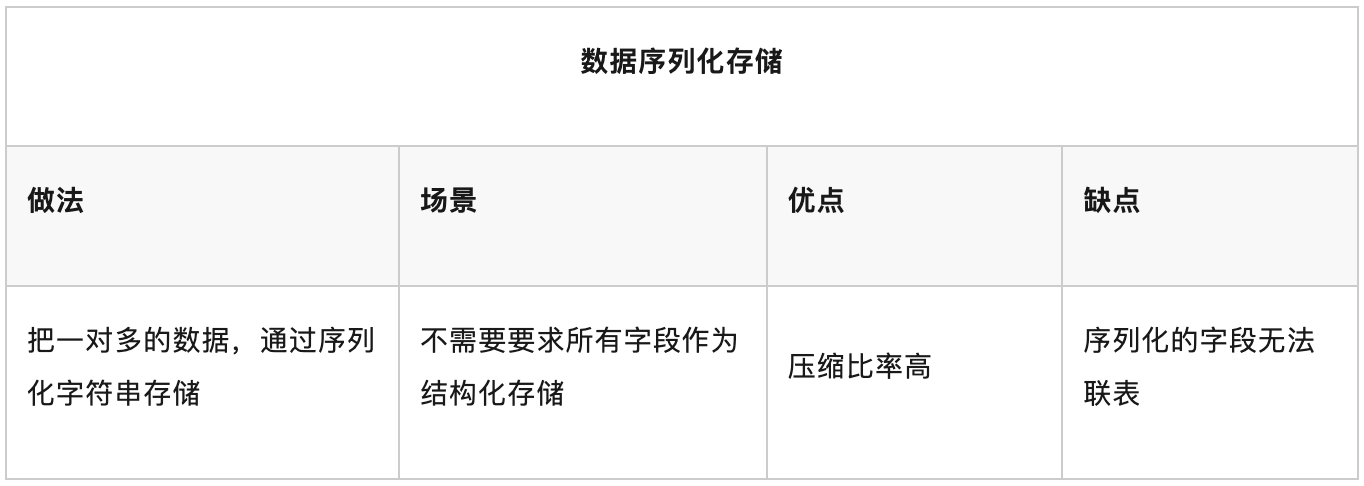 数据序列化存储
做法
场景
优点
缺点
把一对多的数据，通过序列
化字符串存储
不需要要求所有字段作为
结构化存储
压缩比率高
序列化的字段无法
联表